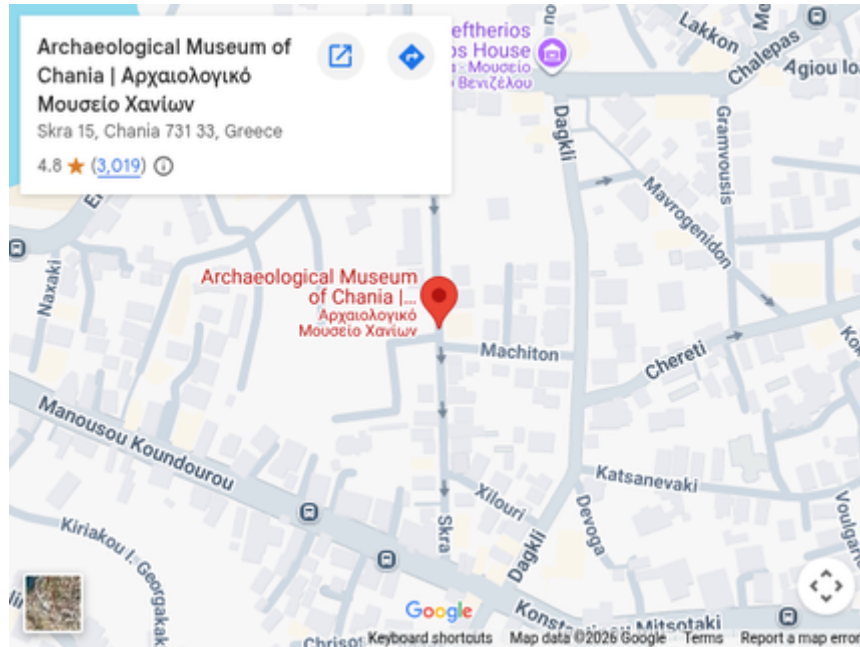 Archaeological Museum of
Chania | Αρχαιολογικό
Μουσείο Χανίων
Skra 15, Chania 731 33, Greece
4.8 ★ (3,019)
eftherios
os House
α - Μουσείο
Βενιζέλου
Lakkon
Chalepas
Agiou Io
Dagkli
Gramvousis
Mavrogenidon
Naxaki
Archaeological Museum
of Chania |...
Αρχαιολογικό
Μουσείο Χανίων
Machiton
Chereti
Manousou Koundourou
Katsanevaki
Xilouri
Devoga
Skra
Voulgar
Kiriakou I. Georgakak
Dagkli
Google
Konstantinou Mitsotaki
Chrisos
Keyboard shortcuts
Map data ©2026 Google
Terms
Report a map error